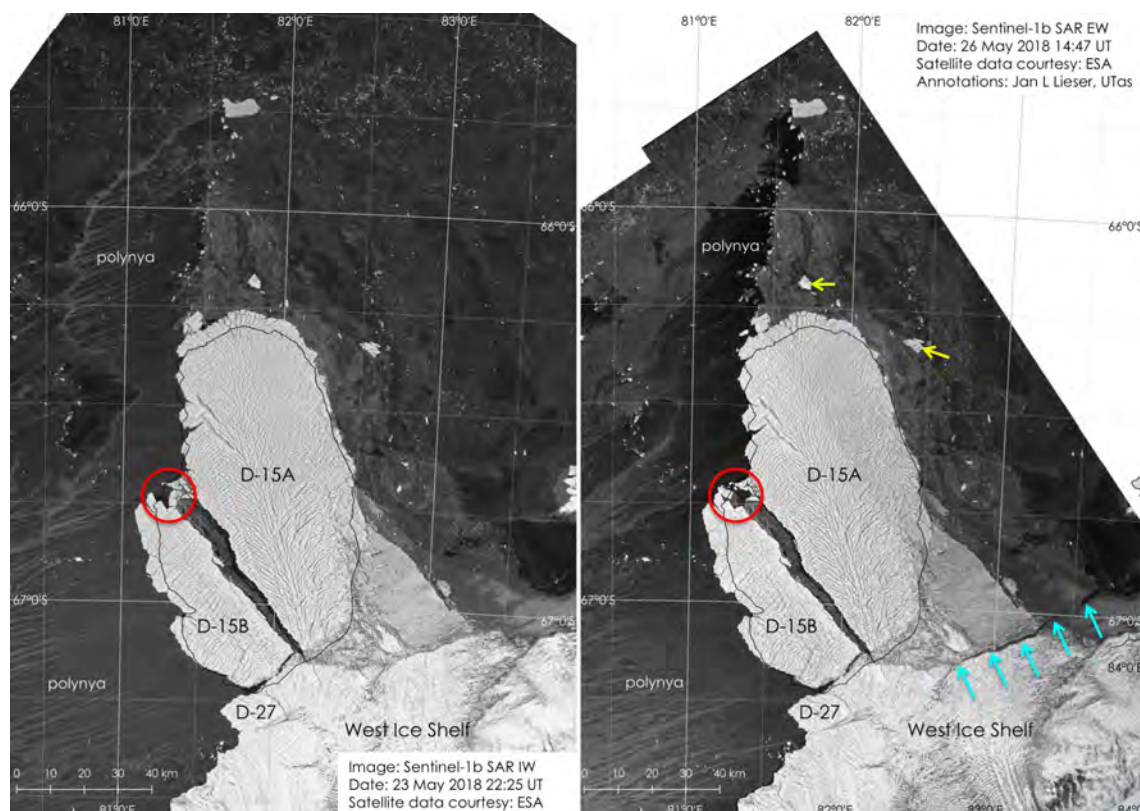 81°0'E
82°0'E
83°0'E
66°0'S
polynya
D-15A
67°0'S
D-15B
polynya
D-27
West Ice Shelf
0 10 20 40 km
Image: Sentinel-1b SAR IW
Date: 23 May 2018 22:25 UT
Satellite data courtesy: ESA
81°0'E
82°0'E
Image: Sentinel-1b SAR EW
Date: 26 May 2018 14:47 UT
Satellite data courtesy: ESA
Annotations: Jan L Lieser, UTas
66°0'S
66°0'S
66°0'S
polynya
D-15A
67°0'S
67°0'S
D-15B
84°0'E
polynya
D-27
West Ice Shelf
0 10 20 40 km
82°0'E
83°0'E